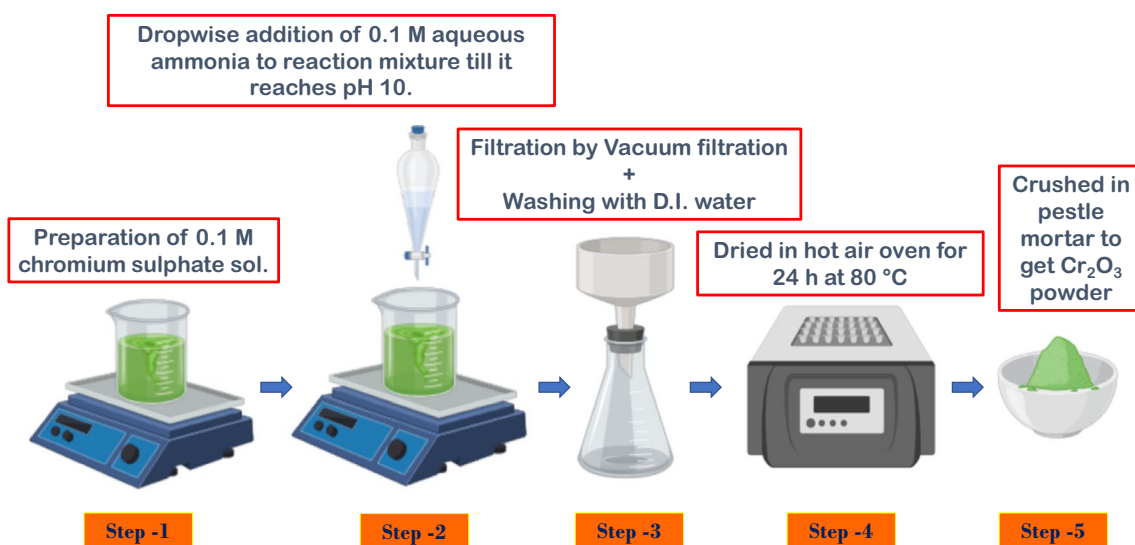 Dropwise addition of 0.1 M aqueous
ammonia to reaction mixture till it
reaches pH 10.
Filtration by Vacuum filtration
+
Washing with D.I. water
Crushed in
pestle
mortar to
get Cr₂O₃
powder
Preparation of 0.1 M
chromium sulphate sol.
Dried in hot air oven for
24 h at 80 °C
Step -1
Step -2
Step -3
Step -4
Step -5